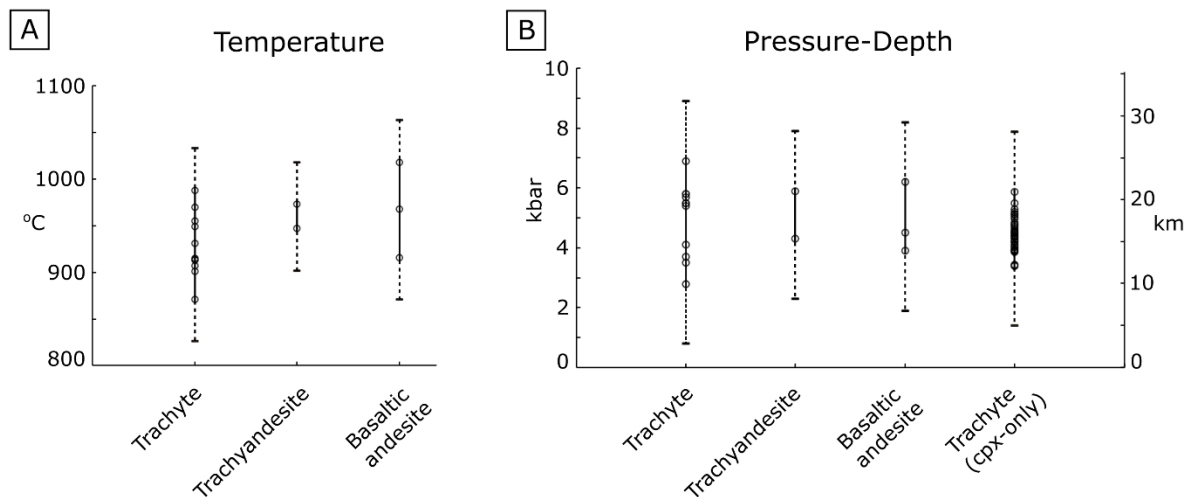 A
Temperature
1100
1000
°C
900
800
Trachyte
Trachyandesite
Basaltic
andesite
B
Pressure-Depth
10
8
kbar
6
4
2
0
30
20
km
10
0
Trachyte
Trachyandesite
Basaltic
andesite
Trachyte
(cpx-only)